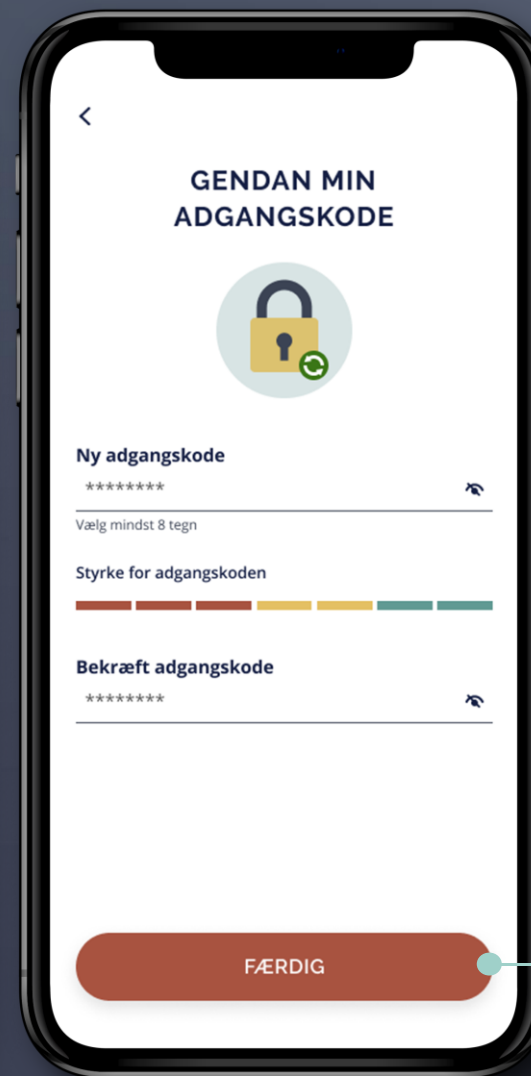 GENDAN MIN
ADGANGSKODE
Ny adgangskode
********
Vælg mindst 8 tegn
Styrke for adgangskoden
Bekræft adgangskode
********
FÆRDIG